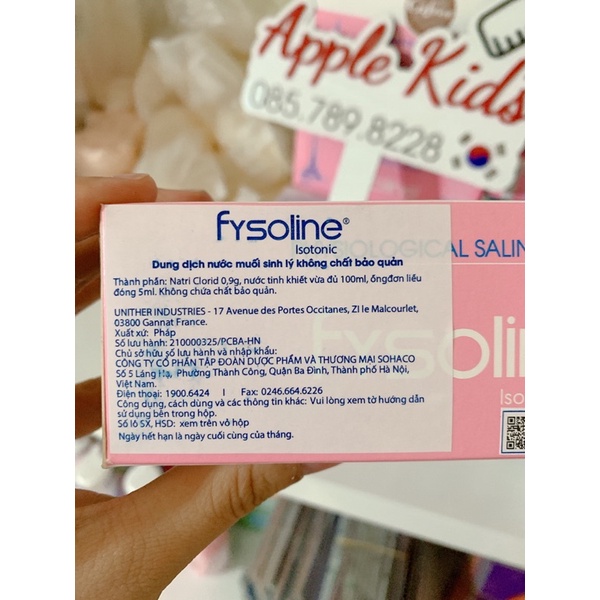 Apple Kids
085.789.8228
fysoline®
Isotonic
Dung dịch nước muối sinh lý không chất bảo quản
Thành phần: Natri Clorid 0,9g, nước tinh khiết vừa đủ 100ml, ống đơn liều
đóng 5ml. Không chứa chất bảo quản.
UNITHER INDUSTRIES - 17 Avenue des Portes Occitanes, ZI le Malcourlet,
03800 Gannat France.
Xuất xứ: Pháp
Số lưu hành: 210000325/PCBA-HN
Chủ sở hữu số lưu hành và nhập khẩu:
CÔNG TY CỔ PHẦN TẬP ĐOÀN DƯỢC PHẨM VÀ THƯƠNG MẠI SOHACO
Số 5 Láng Hạ, Phường Thành Công, Quận Ba Đình, Thành phố Hà Nội,
Việt Nam.
Điện thoại: 1900.6424 I Fax: 0246.664.6226
Công dụng, cách dùng và các thông tin khác: Vui lòng xem tờ hướng dẫn
sử dụng bên trong hộp.
Số lô SX, HSD: xem trên vỏ hộp
Ngày hết hạn là ngày cuối cùng của tháng.
IOLOGICAL SALIN
fysolin
Iso